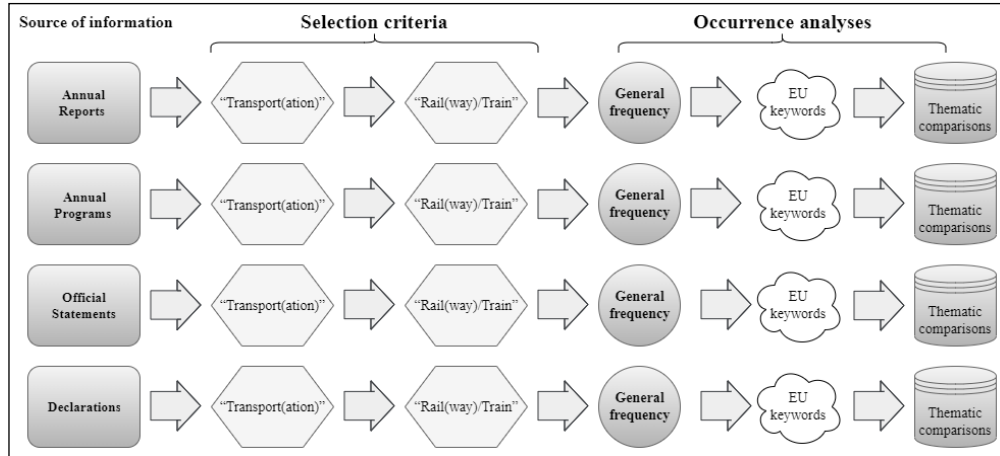 Source of information
Selection criteria
Occurrence analyses
Annual
Reports
“Transport(ation)”
“Rail(way)/Train”
General
frequency
EU
keywords
Thematic
comparisons
Annual
Programs
“Transport(ation)”
“Rail(way)/Train”
General
frequency
EU
keywords
Thematic
comparisons
Official
Statements
“Transport(ation)”
“Rail(way)/Train”
General
frequency
EU
keywords
Thematic
comparisons
Declarations
“Transport(ation)”
“Rail(way)/Train”
General
frequency
EU
keywords
Thematic
comparisons